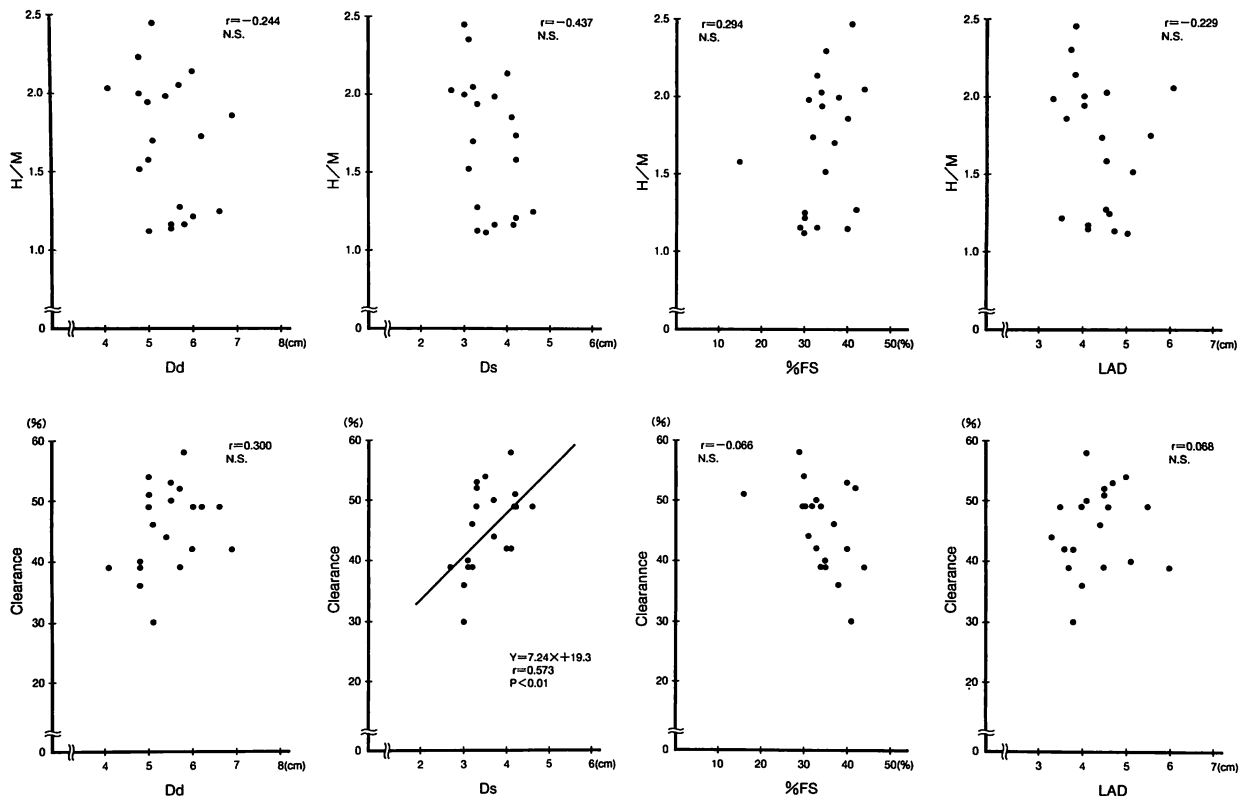 2.5
2.0
1.5
1.0
0
H/M
r=-0.244
N.S.
4 5 6 7 8(cm)
Dd
2.5
2.0
1.5
1.0
0
H/M
r=-0.437
N.S.
2 3 4 5 6(cm)
Ds
2.5
2.0
1.5
1.0
0
H/M
r=0.294
N.S.
10 20 30 40 50(%)
%FS
2.5
2.0
1.5
1.0
0
H/M
r=-0.229
N.S.
3 4 5 6 7(cm)
LAD
(%)
60
50
40
30
20
0
Clearance
r=0.300
N.S.
4 5 6 7 8(cm)
Dd
(%)
60
50
40
30
20
0
Clearance
Y=7.24X+19.3
r=0.573
P<0.01
2 3 4 5 6(cm)
Ds
(%)
60
50
40
30
20
0
Clearannce
r=-0.066
N.S.
10 20 30 40 50(%)
%FS
(%)
60
50
40
30
20
0
Clearance
r=0.068
N.S.
3 4 5 6 7(cm)
LAD